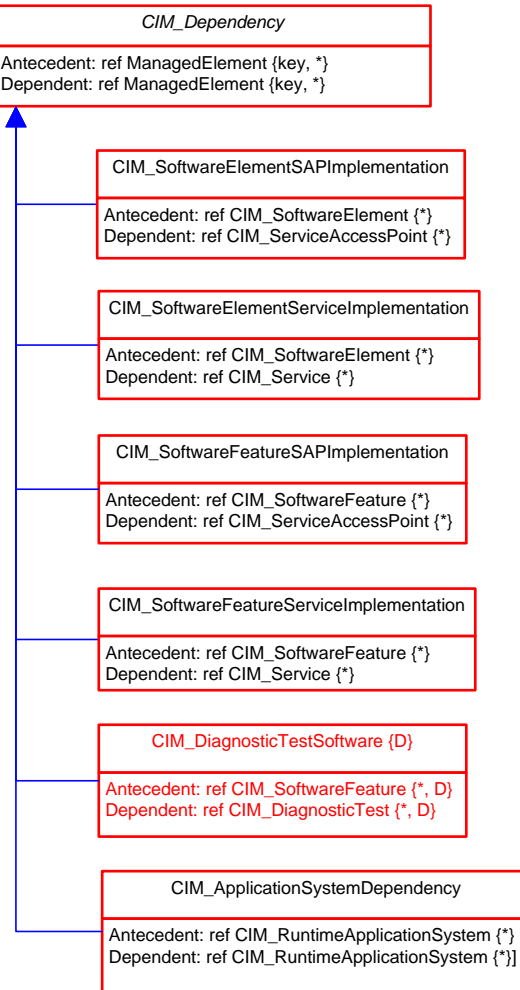 CIM_Dependency
Antecedent: ref ManagedElement {key, *}
Dependent: ref ManagedElement {key, *}
CIM_SoftwareElementSAPImplementation
Antecedent: ref CIM_SoftwareElement {*}
Dependent: ref CIM_ServiceAccessPoint {*}
CIM_SoftwareElementServiceImplementation
Antecedent: ref CIM_SoftwareElement {*}
Dependent: ref CIM_Service {*}
CIM_SoftwareFeatureSAPImplementation
Antecedent: ref CIM_SoftwareFeature {*}
Dependent: ref CIM_ServiceAccessPoint {*}
CIM_SoftwareFeatureServiceImplementation
Antecedent: ref CIM_SoftwareFeature {*}
Dependent: ref CIM_Service {*}
CIM_DiagnosticTestSoftware {D}
Antecedent: ref CIM_SoftwareFeature {*, D}
Dependent: ref CIM_DiagnosticTest {*, D}
CIM_ApplicationSystemDependency
Antecedent: ref CIM_RuntimeApplicationSystem {*}
Dependent: ref CIM_RuntimeApplicationSystem {*}]